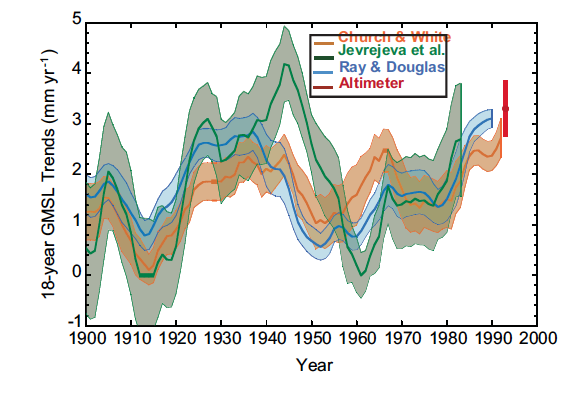 5
4
3
2
1
0
-1
18-year GMSL Trends (mm yr-1)
Church & White
Jevrejeva et al.
Ray & Douglas
Altimeter
1900 1910 1920 1930 1940 1950 1960 1970 1980 1990 2000
Year